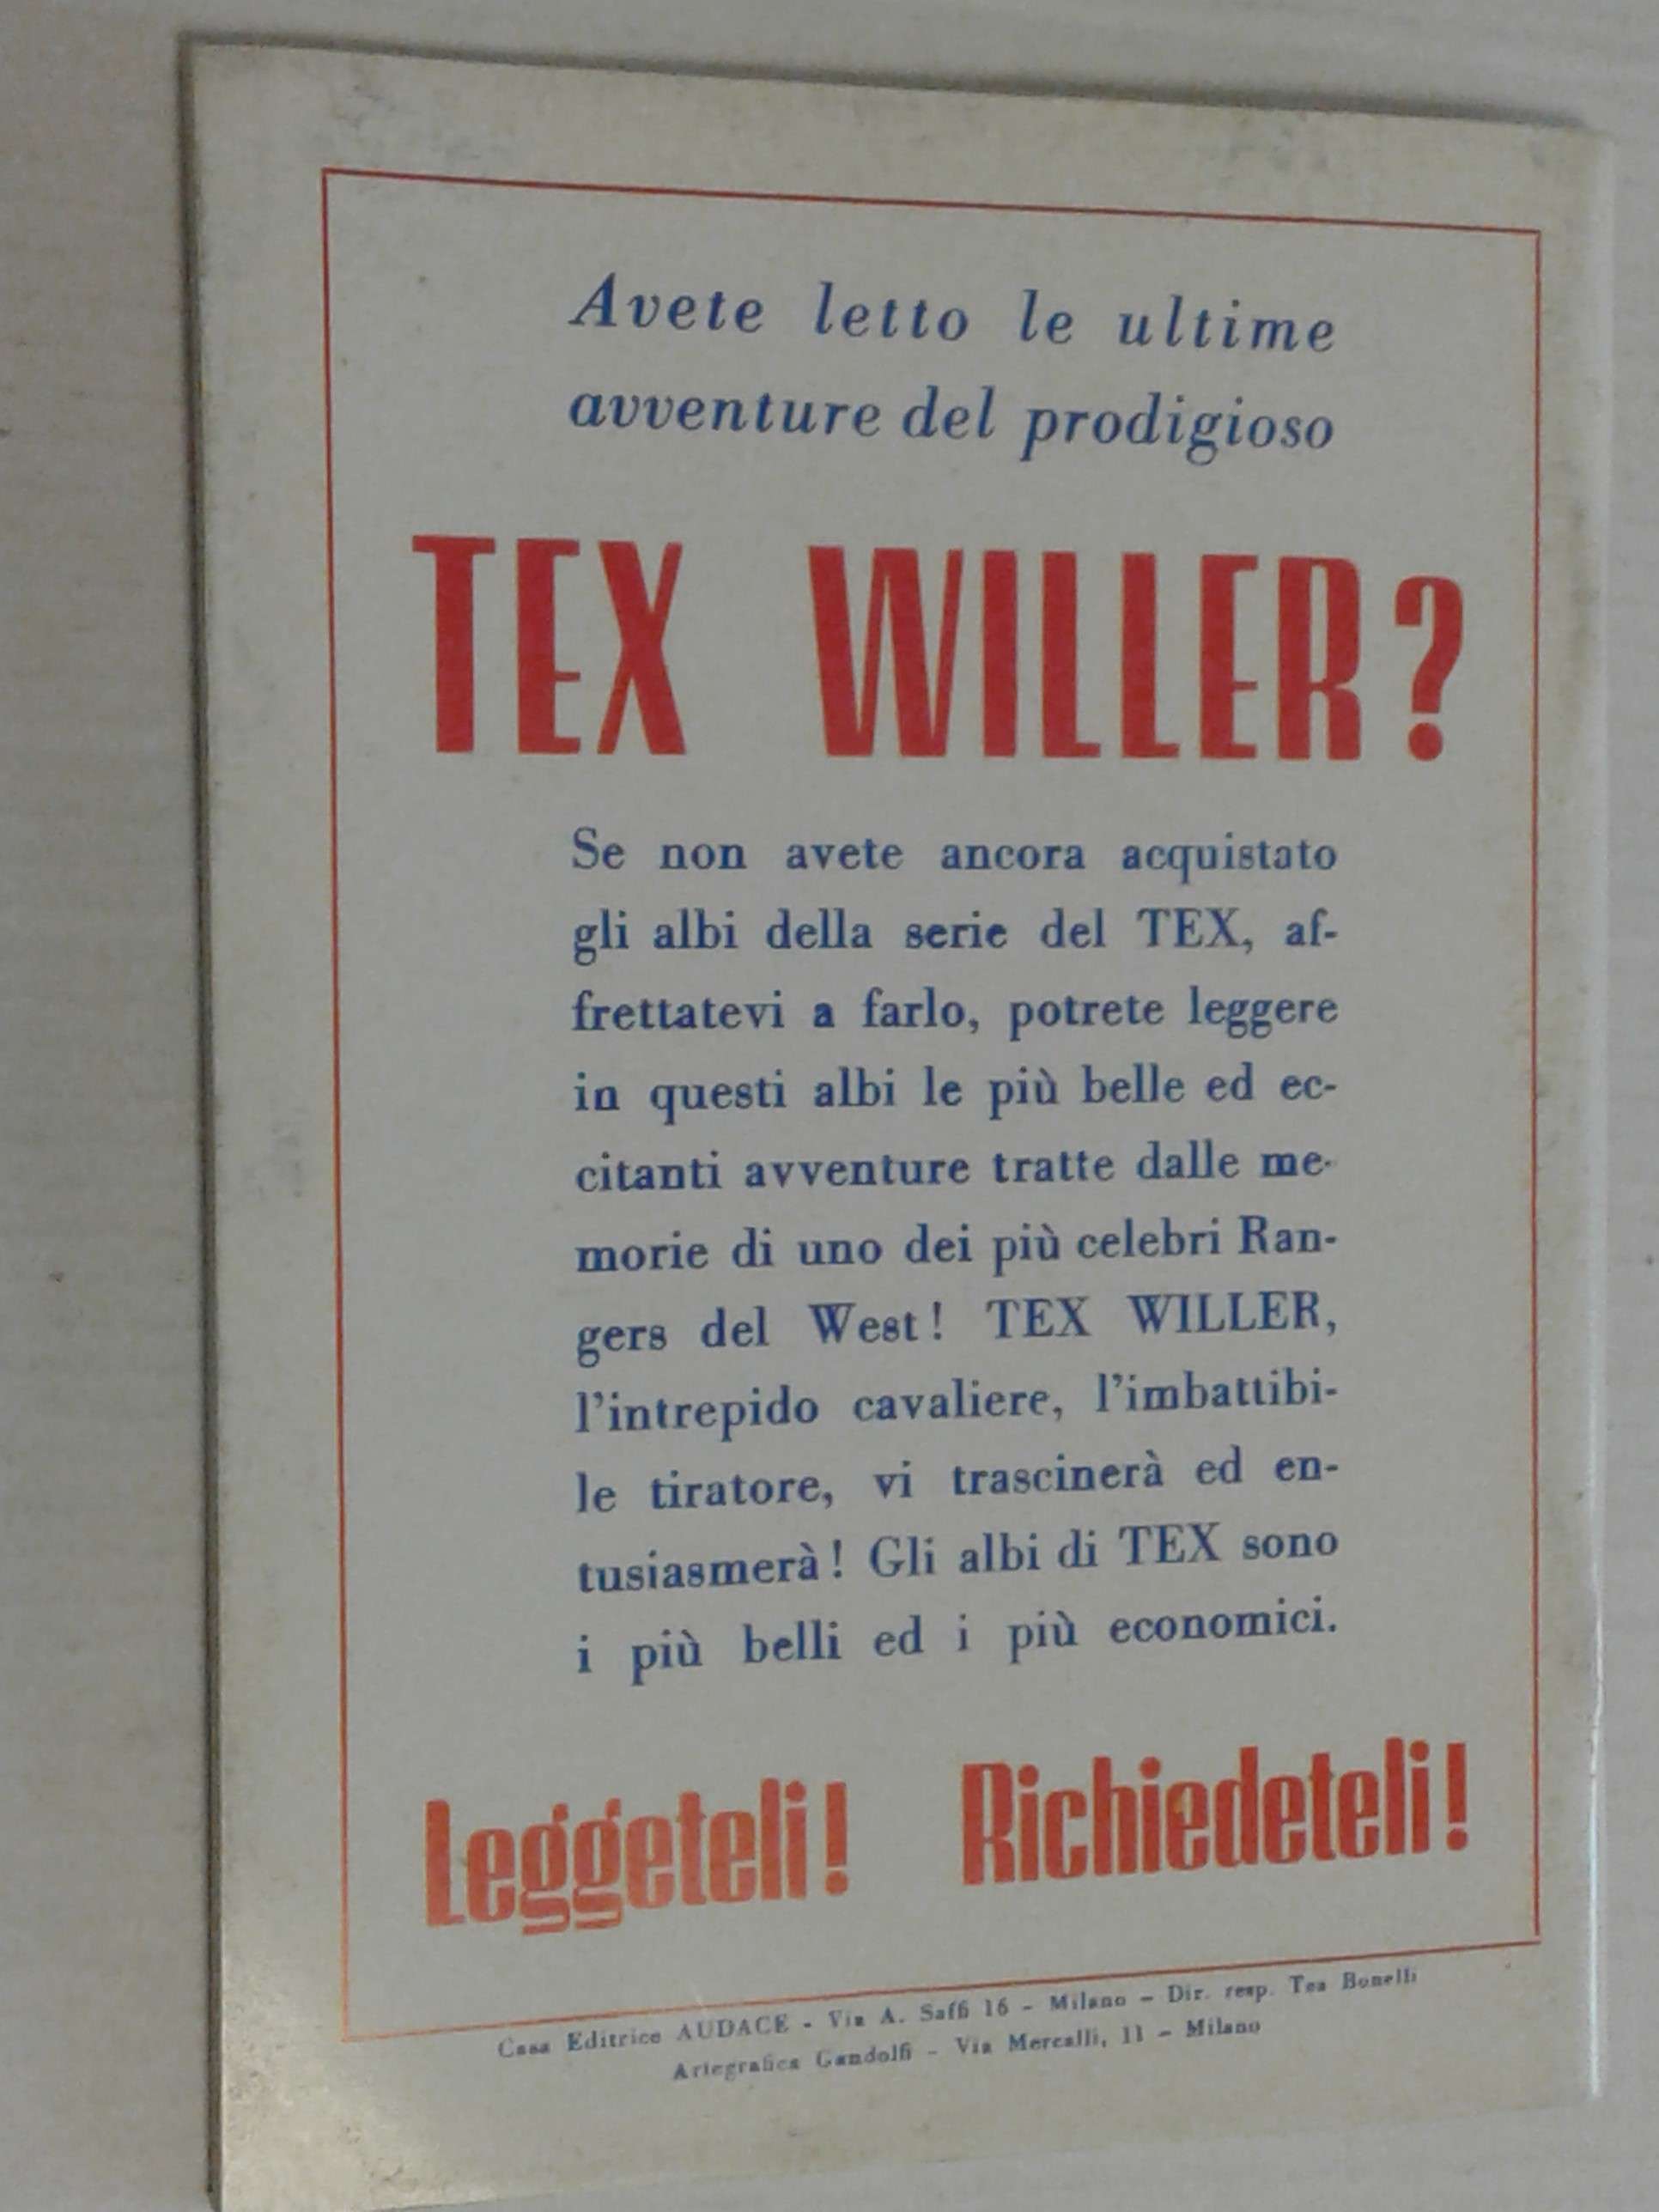 Avete letto le ultime
avventure del prodigioso
TEX WILLER?
Se non avete ancora acquistato
gli albi della serie del TEX, af-
frettatevi a farlo, potrete leggere
in questi albi le più belle ed ec-
citanti avventure tratte dalle me-
morie di uno dei più celebri Ran-
gers del West! TEX WILLER,
l'intrepido cavaliere, l'imbattibi-
le tiratore, vi trascinerà ed en-
tusiasmerà! Gli albi di TEX sono
i più belli ed i più economici.
Leggeteli! Richiedeteli!
Casa Editrice AUDACE - Via A. Saffi 16 - Milano - Dir. resp. Tea Bonelli
Artegrafica Gandolfi - Via Mercalli, 11 - Milano